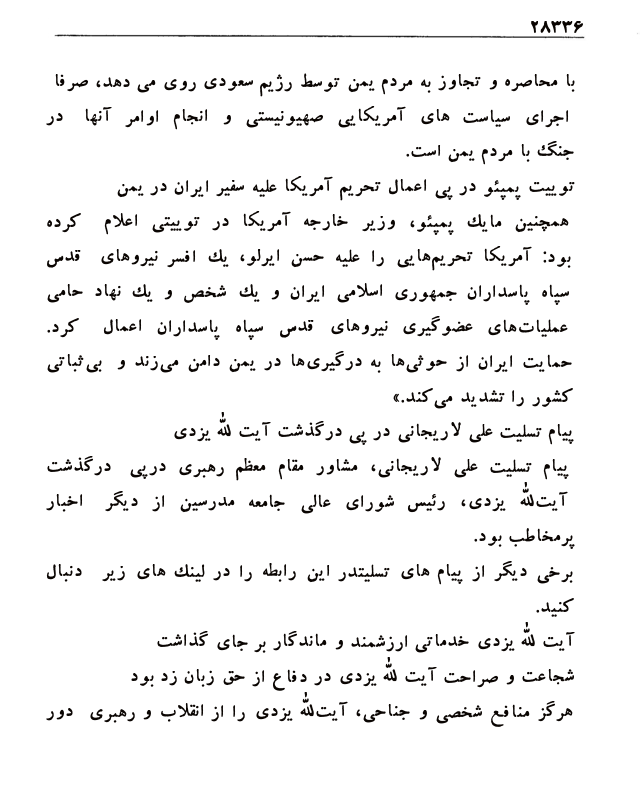 ۲۸۳۳۶
با محاصره و تجاوز به مردم یمن توسط رژیم سعودی روی می دهد، صرفا
اجرای سیاست های آمریکایی صهیونیستی و انجام اوامر آنها در
جنگ با مردم یمن است.
توییت پمپئو در پی اعمال تحریم آمریکا علیه سفیر ایران در یمن
همچنین مایك پمپئو، وزیر خارجه آمریکا در توییتی اعلام کرده
بود: آمریکا تحریم‌هایی را علیه حسن ایرلو، یك افسر نیروهای قدس
سپاه پاسداران جمهوری اسلامی ایران و یك شخص و یك نهاد حامی
عملیات‌های عضوگیری نیروهای قدس سپاه پاسداران اعمال کرد.
حمایت ایران از حوثی‌ها به درگیری‌ها در یمن دامن می‌زند و بی‌ثباتی
کشور را تشدید می‌کند.»
پیام تسلیت علی لاریجانی در پی درگذشت آیت لله یزدی
پیام تسلیت علی لاریجانی، مشاور مقام معظم رهبری درپی درگذشت
آیت‌لله یزدی، رئیس شورای عالی جامعه مدرسین از دیگر اخبار
پرمخاطب بود.
برخی دیگر از پیام های تسلیتدر این رابطه را در لینك های زیر دنبال
کنید.
آیت لله یزدی خدماتی ارزشمند و ماندگار بر جای گذاشت
شجاعت و صراحت آیت لله یزدی در دفاع از حق زبان زد بود
هرگز منافع شخصی و جناحی، آیت‌لله یزدی را از انقلاب و رهبری دور